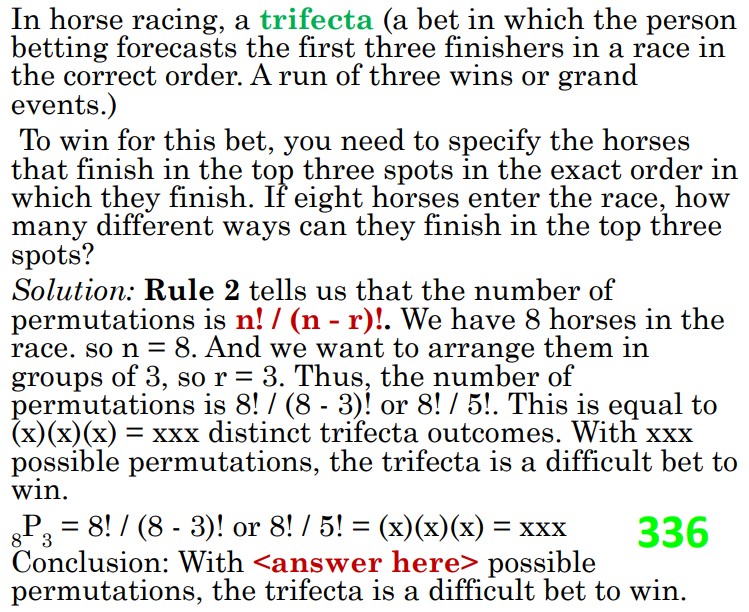 In horse racing, a trifecta (a bet in which the person
betting forecasts the first three finishers in a race in
the correct order. A run of three wins or grand
events.)
To win for this bet, you need to specify the horses
that finish in the top three spots in the exact order in
which they finish. If eight horses enter the race, how
many different ways can they finish in the top three
spots?
Solution: Rule 2 tells us that the number of
permutations is n! / (n - r)!. We have 8 horses in the
race. so n = 8. And we want to arrange them in
groups of 3, so r = 3. Thus, the number of
permutations is 8! / (8 - 3)! or 8! / 5!. This is equal to
(x)(x)(x) = xxx distinct trifecta outcomes. With xxx
possible permutations, the trifecta is a difficult bet to
win.
₈P₃ = 8! / (8 - 3)! or 8! / 5! = (x)(x)(x) = xxx
336
Conclusion: With <answer here> possible
permutations, the trifecta is a difficult bet to win.